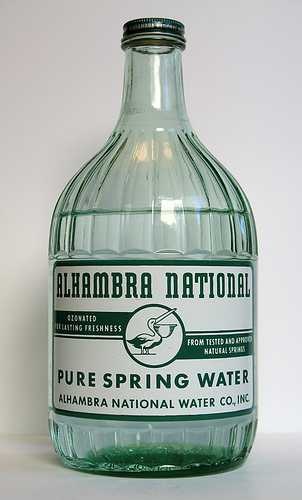 ALHAMBRA NATIONAL
OZONATED
FOR LASTING FRESHNESS
FROM TESTED AND APPROVED
NATURAL SPRINGS
PURE SPRING WATER
ALHAMBRA NATIONAL WATER CO., INC.